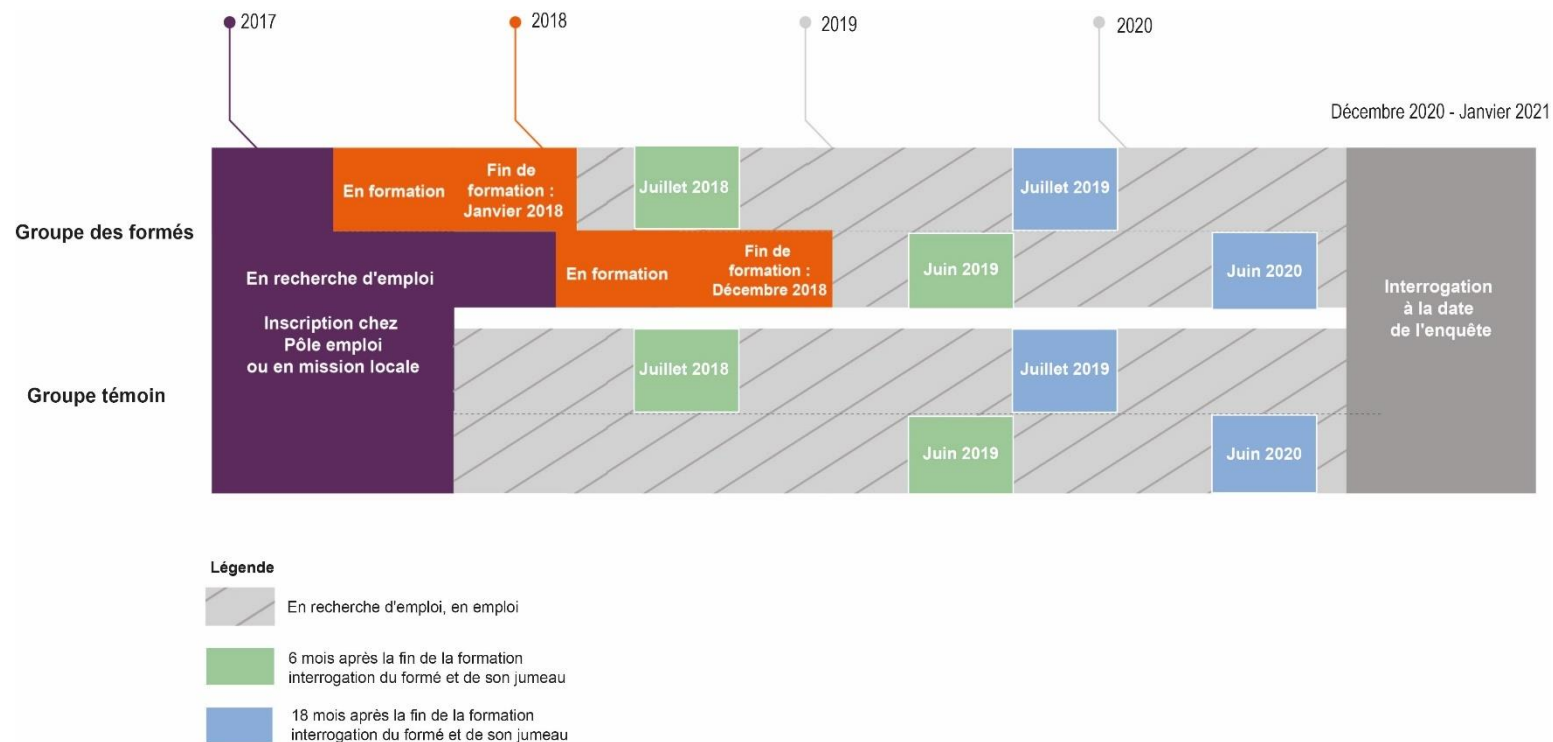 2017
2018
2019
2020
Décembre 2020 - Janvier 2021
Groupe des formés
En formation
Fin de
formation :
Janvier 2018
Juillet 2018
Juillet 2019
En formation
Fin de
formation :
Décembre 2018
Juin 2019
Juin 2020
En recherche d'emploi
Inscription chez
Pôle emploi
ou en mission locale
Interrogation
à la date
de l'enquête
Groupe témoin
Juillet 2018
Juillet 2019
Juin 2019
Juin 2020
Légende
En recherche d'emploi, en emploi
6 mois après la fin de la formation
interrogation du formé et de son jumeau
18 mois après la fin de la formation
interrogation du formé et de son jumeau